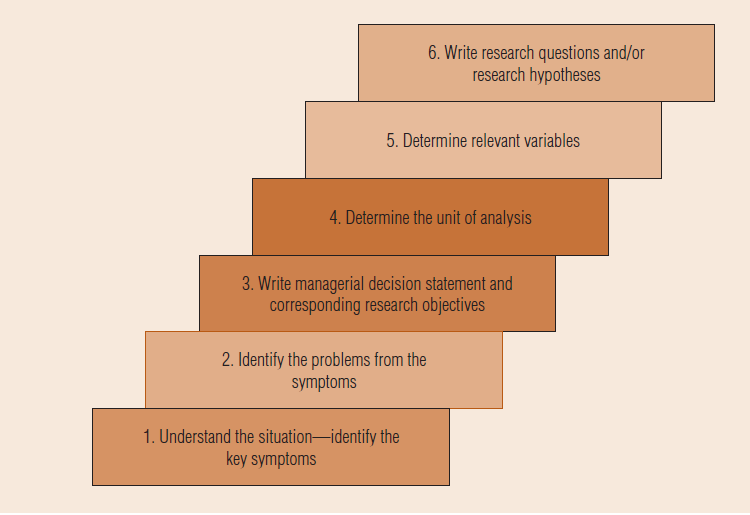 6. Write research questions and/or
research hypotheses
5. Determine relevant variables
4. Determine the unit of analysis
3. Write managerial decision statement and
corresponding research objectives
2. Identify the problems from the
symptoms
1. Understand the situation—identify the
key symptoms